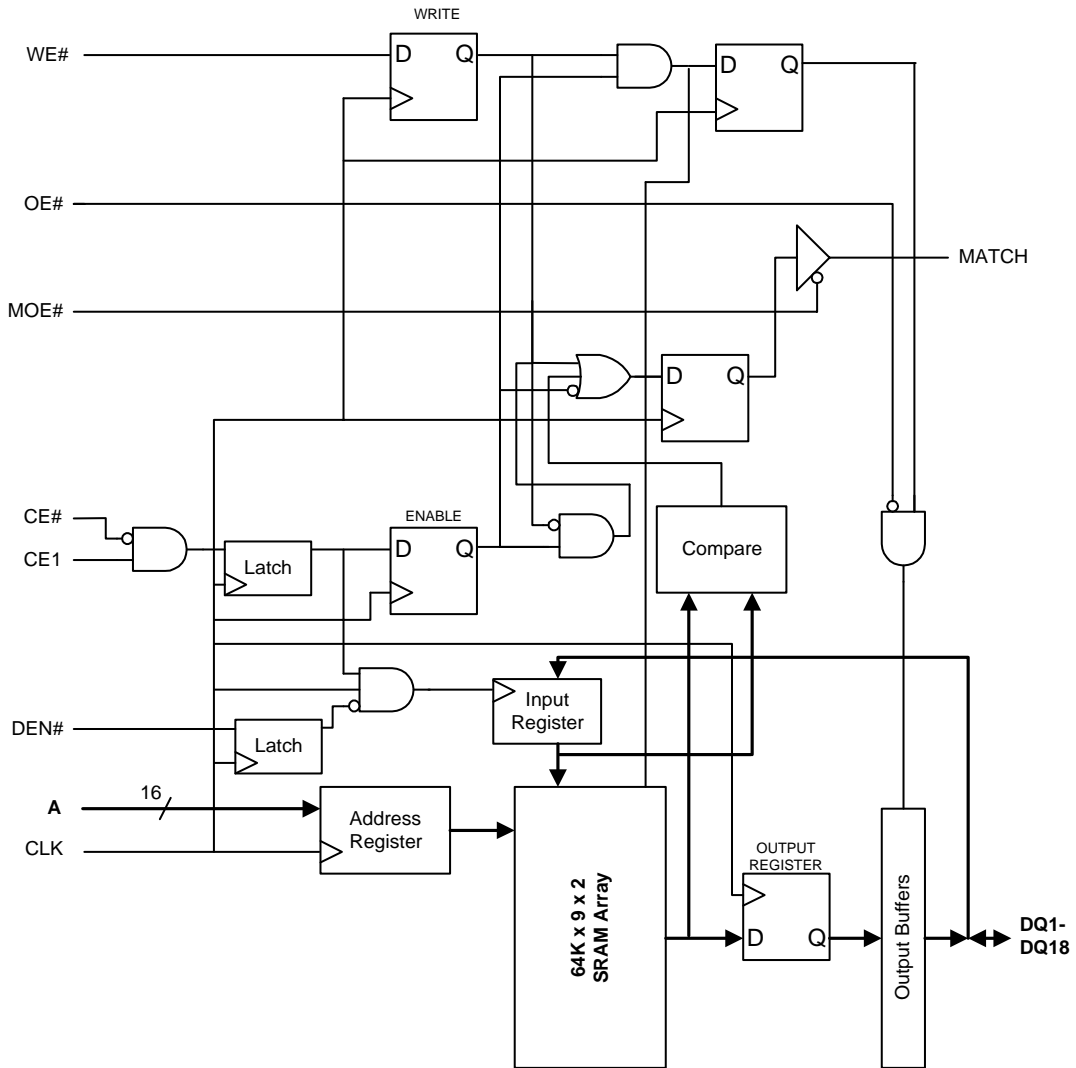 WRITE
WE#
D
Q
D
Q
OE#
MATCH
MOE#
D
Q
CE#
CE1
Latch
ENABLE
D
Q
Compare
DEN#
Latch
Input
Register
A
16
CLK
Address
Register
64K x 9 x 2
SRAM Array
OUTPUT
REGISTER
D
Q
Output Buffers
DQ1-
DQ18